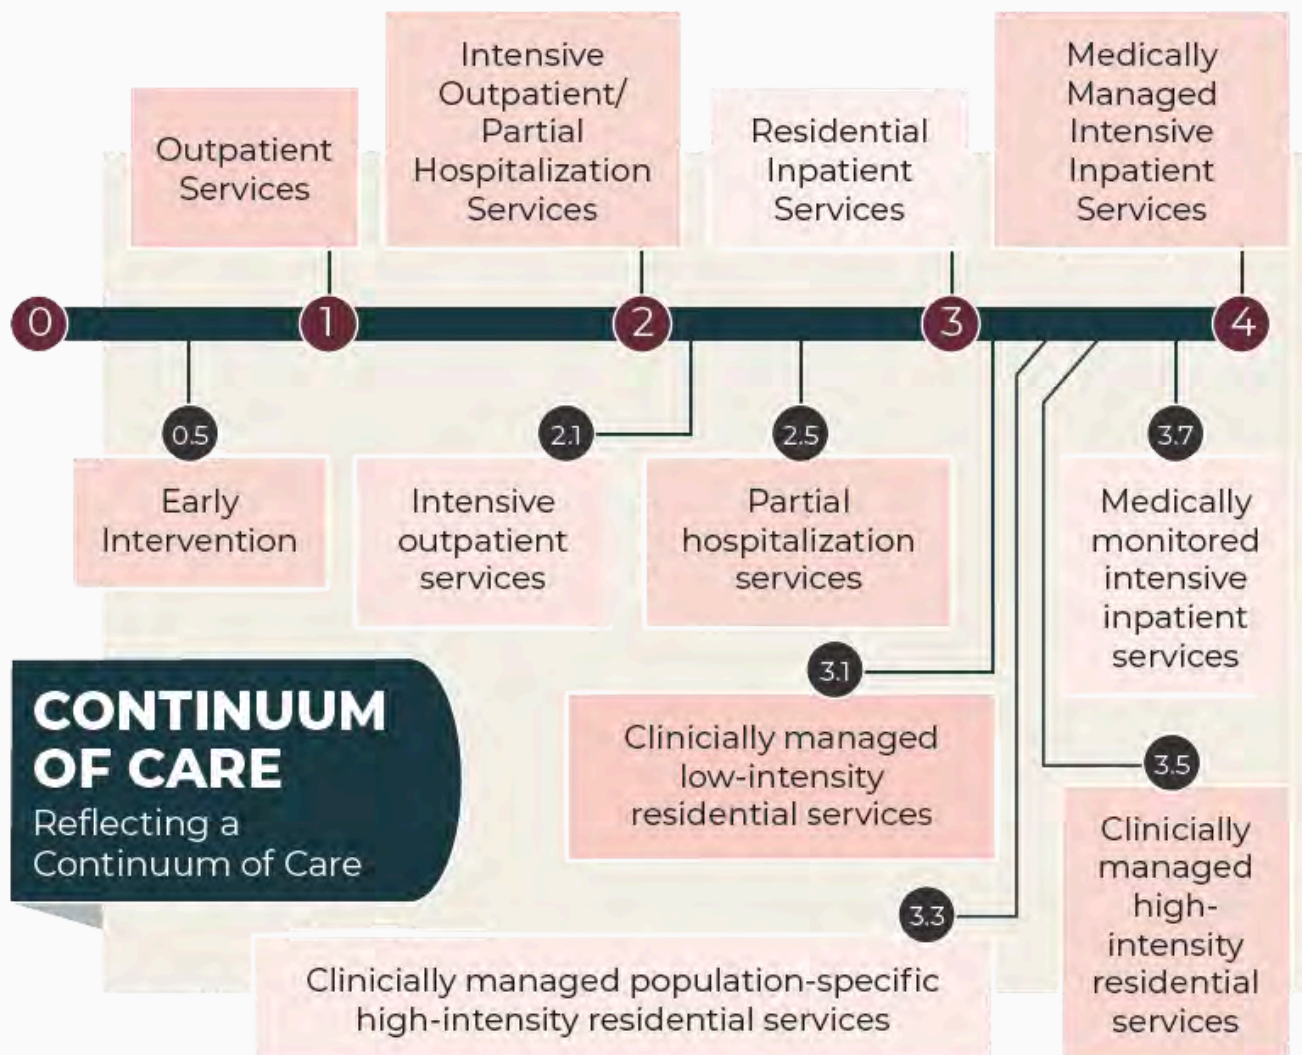 Outpatient
Services
Intensive
Outpatient/
Partial
Hospitalization
Services
Residential
Inpatient
Services
Medically
Managed
Intensive
Inpatient
Services
0
1
2
3
4
0.5
Early
Intervention
2.1
Intensive
outpatient
services
2.5
Partial
hospitalization
services
3.7
Medically
monitored
intensive
inpatient
services
3.1
Clinicially managed
low-intensity
residential services
3.5
Clinicially
managed
high-
intensity
residential
services
3.3
Clinicially managed population-specific
high-intensity residential services
CONTINUUM
OF CARE
Reflecting a
Continuum of Care